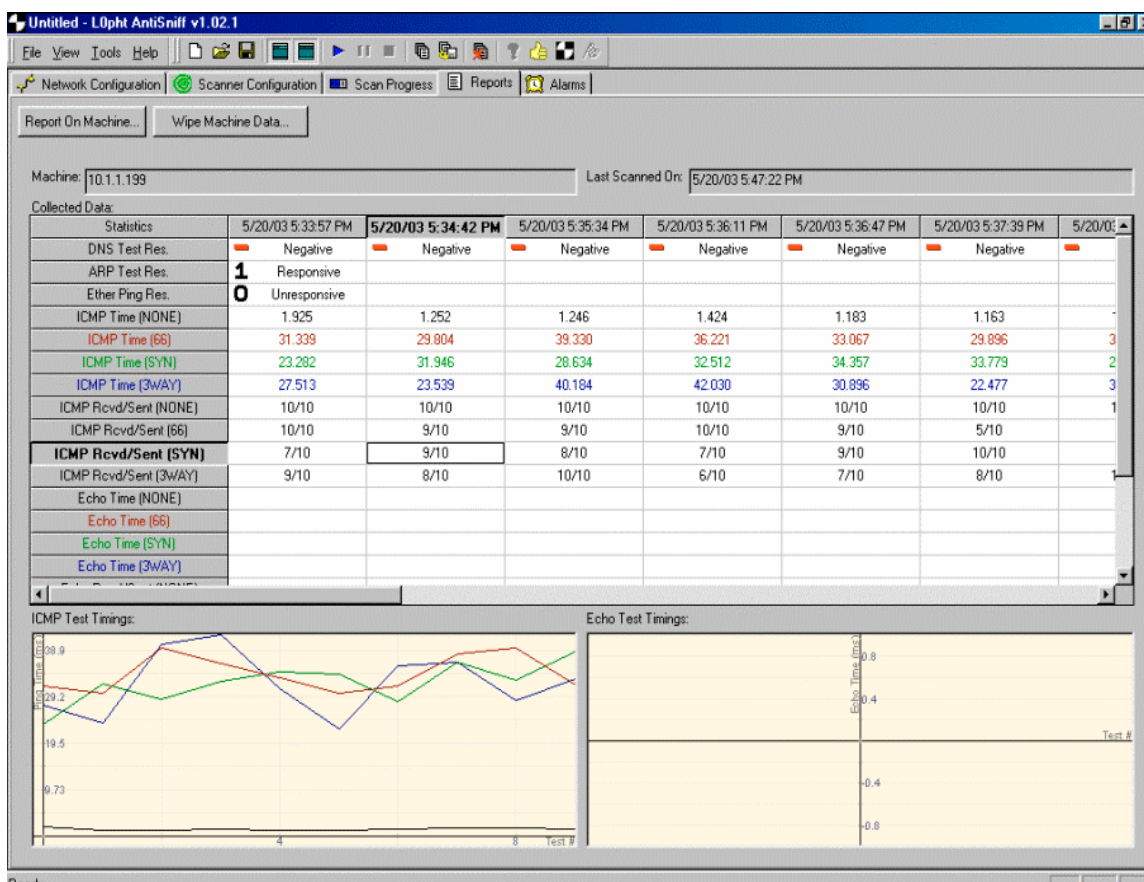 Untitled - L0pht AntiSniff v1.02.1
File View Tools Help
Network Configuration Scanner Configuration Scan Progress Reports Alarms
Report On Machine... Wipe Machine Data...
Machine: 10.1.1.199 Last Scanned On: 5/20/03 5:47:22 PM
Collected Data:
Statistics 5/20/03 5:33:57 PM 5/20/03 5:34:42 PM 5/20/03 5:35:34 PM 5/20/03 5:36:11 PM 5/20/03 5:36:47 PM 5/20/03 5:37:39 PM
DNS Test Res. Negative Negative Negative Negative Negative Negative
ARP Test Res. 1 Responsive
Ether Ping Res. 0 Unresponsive
ICMP Time (NONE) 1.925 1.252 1.246 1.424 1.183 1.163
ICMP Time (66) 31.339 29.804 39.330 36.221 33.067 29.896
ICMP Time (SYN) 23.282 31.946 28.634 32.512 34.357 33.779
ICMP Time (3WAY) 27.513 23.539 40.184 42.030 30.896 22.477
ICMP Rcvd/Sent (NONE) 10/10 10/10 10/10 10/10 10/10 10/10
ICMP Rcvd/Sent (66) 10/10 9/10 9/10 10/10 9/10 5/10
ICMP Rcvd/Sent (SYN) 7/10 9/10 8/10 7/10 9/10 10/10
ICMP Rcvd/Sent (3WAY) 9/10 8/10 10/10 6/10 7/10 8/10
Echo Time (NONE)
Echo Time (66)
Echo Time (SYN)
Echo Time (3WAY)
ICMP Test Timings: Echo Test Timings:
Ping Time (ms)
38.9
29.2
19.5
9.73
4 8 Test #
Echo Time (ms)
0.8
0.4
Test #
-0.4
-0.8